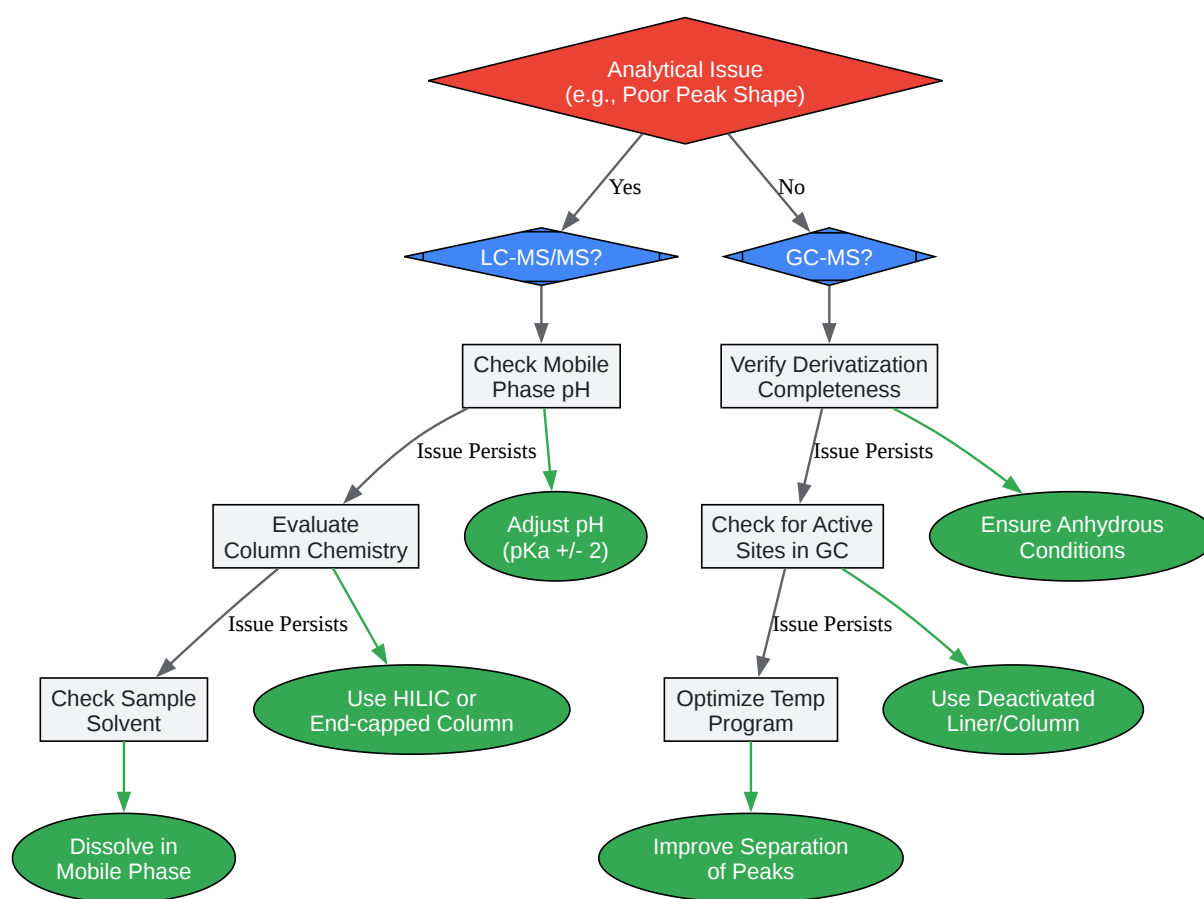 Analytical Issue
(e.g., Poor Peak Shape)
Yes
No
LC-MS/MS?
GC-MS?
Check Mobile
Phase pH
Verify Derivatization
Completeness
Issue Persists
Issue Persists
Evaluate
Column Chemistry
Adjust pH
(pKa +/- 2)
Check for Active
Sites in GC
Ensure Anhydrous
Conditions
Issue Persists
Issue Persists
Check Sample
Solvent
Use HILIC or
End-capped Column
Optimize Temp
Program
Use Deactivated
Liner/Column
Dissolve in
Mobile Phase
Improve Separation
of Peaks